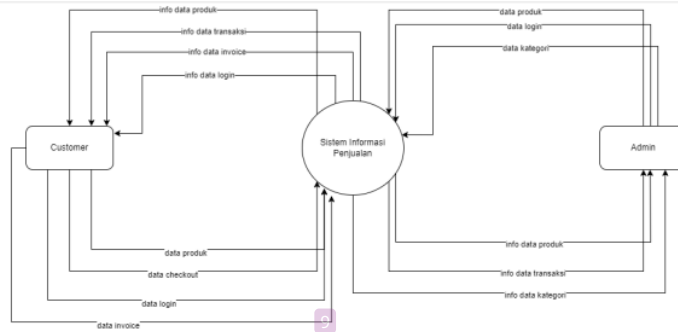 info data produk
data produk
info data transaksi
data login
info data invoice
data kategori
info data login
Customer
Sistem Informasi
Penjualan
Admin
data produk
info data produk
data checkout
info data transaksi
data login
info data kategori
data invoice
9